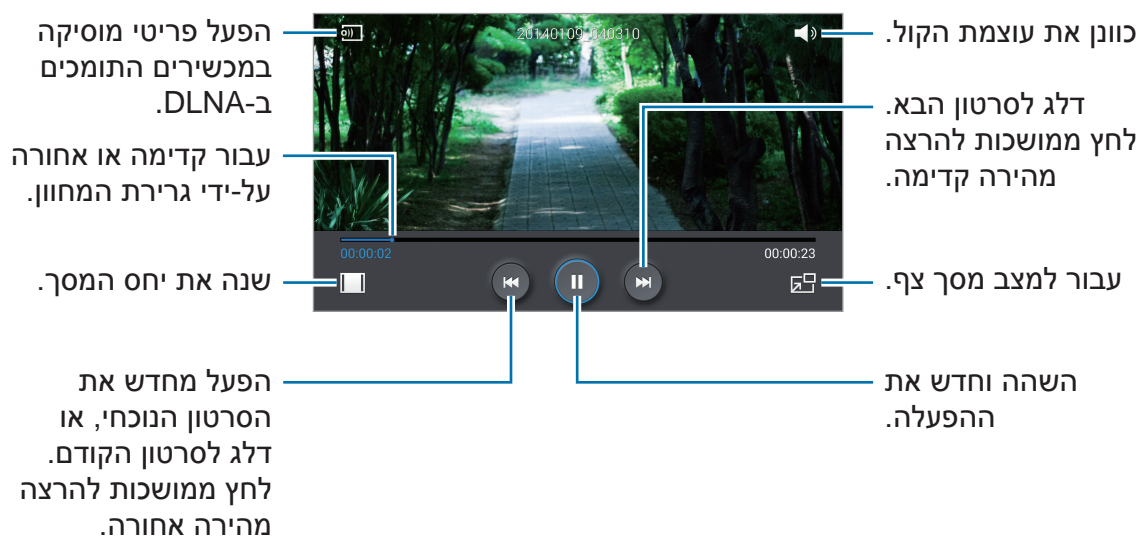 הפעל פריטי מוסיקה
במכשירים התומכים
ב-DLNA.
עבור קדימה או אחורה
על-ידי גרירת המחוון.
שנה את יחס המסך.
הפעל מחדש את
הסרטון הנוכחי, או
דלג לסרטון הקודם.
לחץ ממושכות להרצה
מהירה אחורה.
20140109_040310
00:00:02
00:00:23
כוונן את עוצמת הקול.
דלג לסרטון הבא.
לחץ ממושכות להרצה
מהירה קדימה.
עבור למצב מסך צף.
השהה וחדש את
ההפעלה.